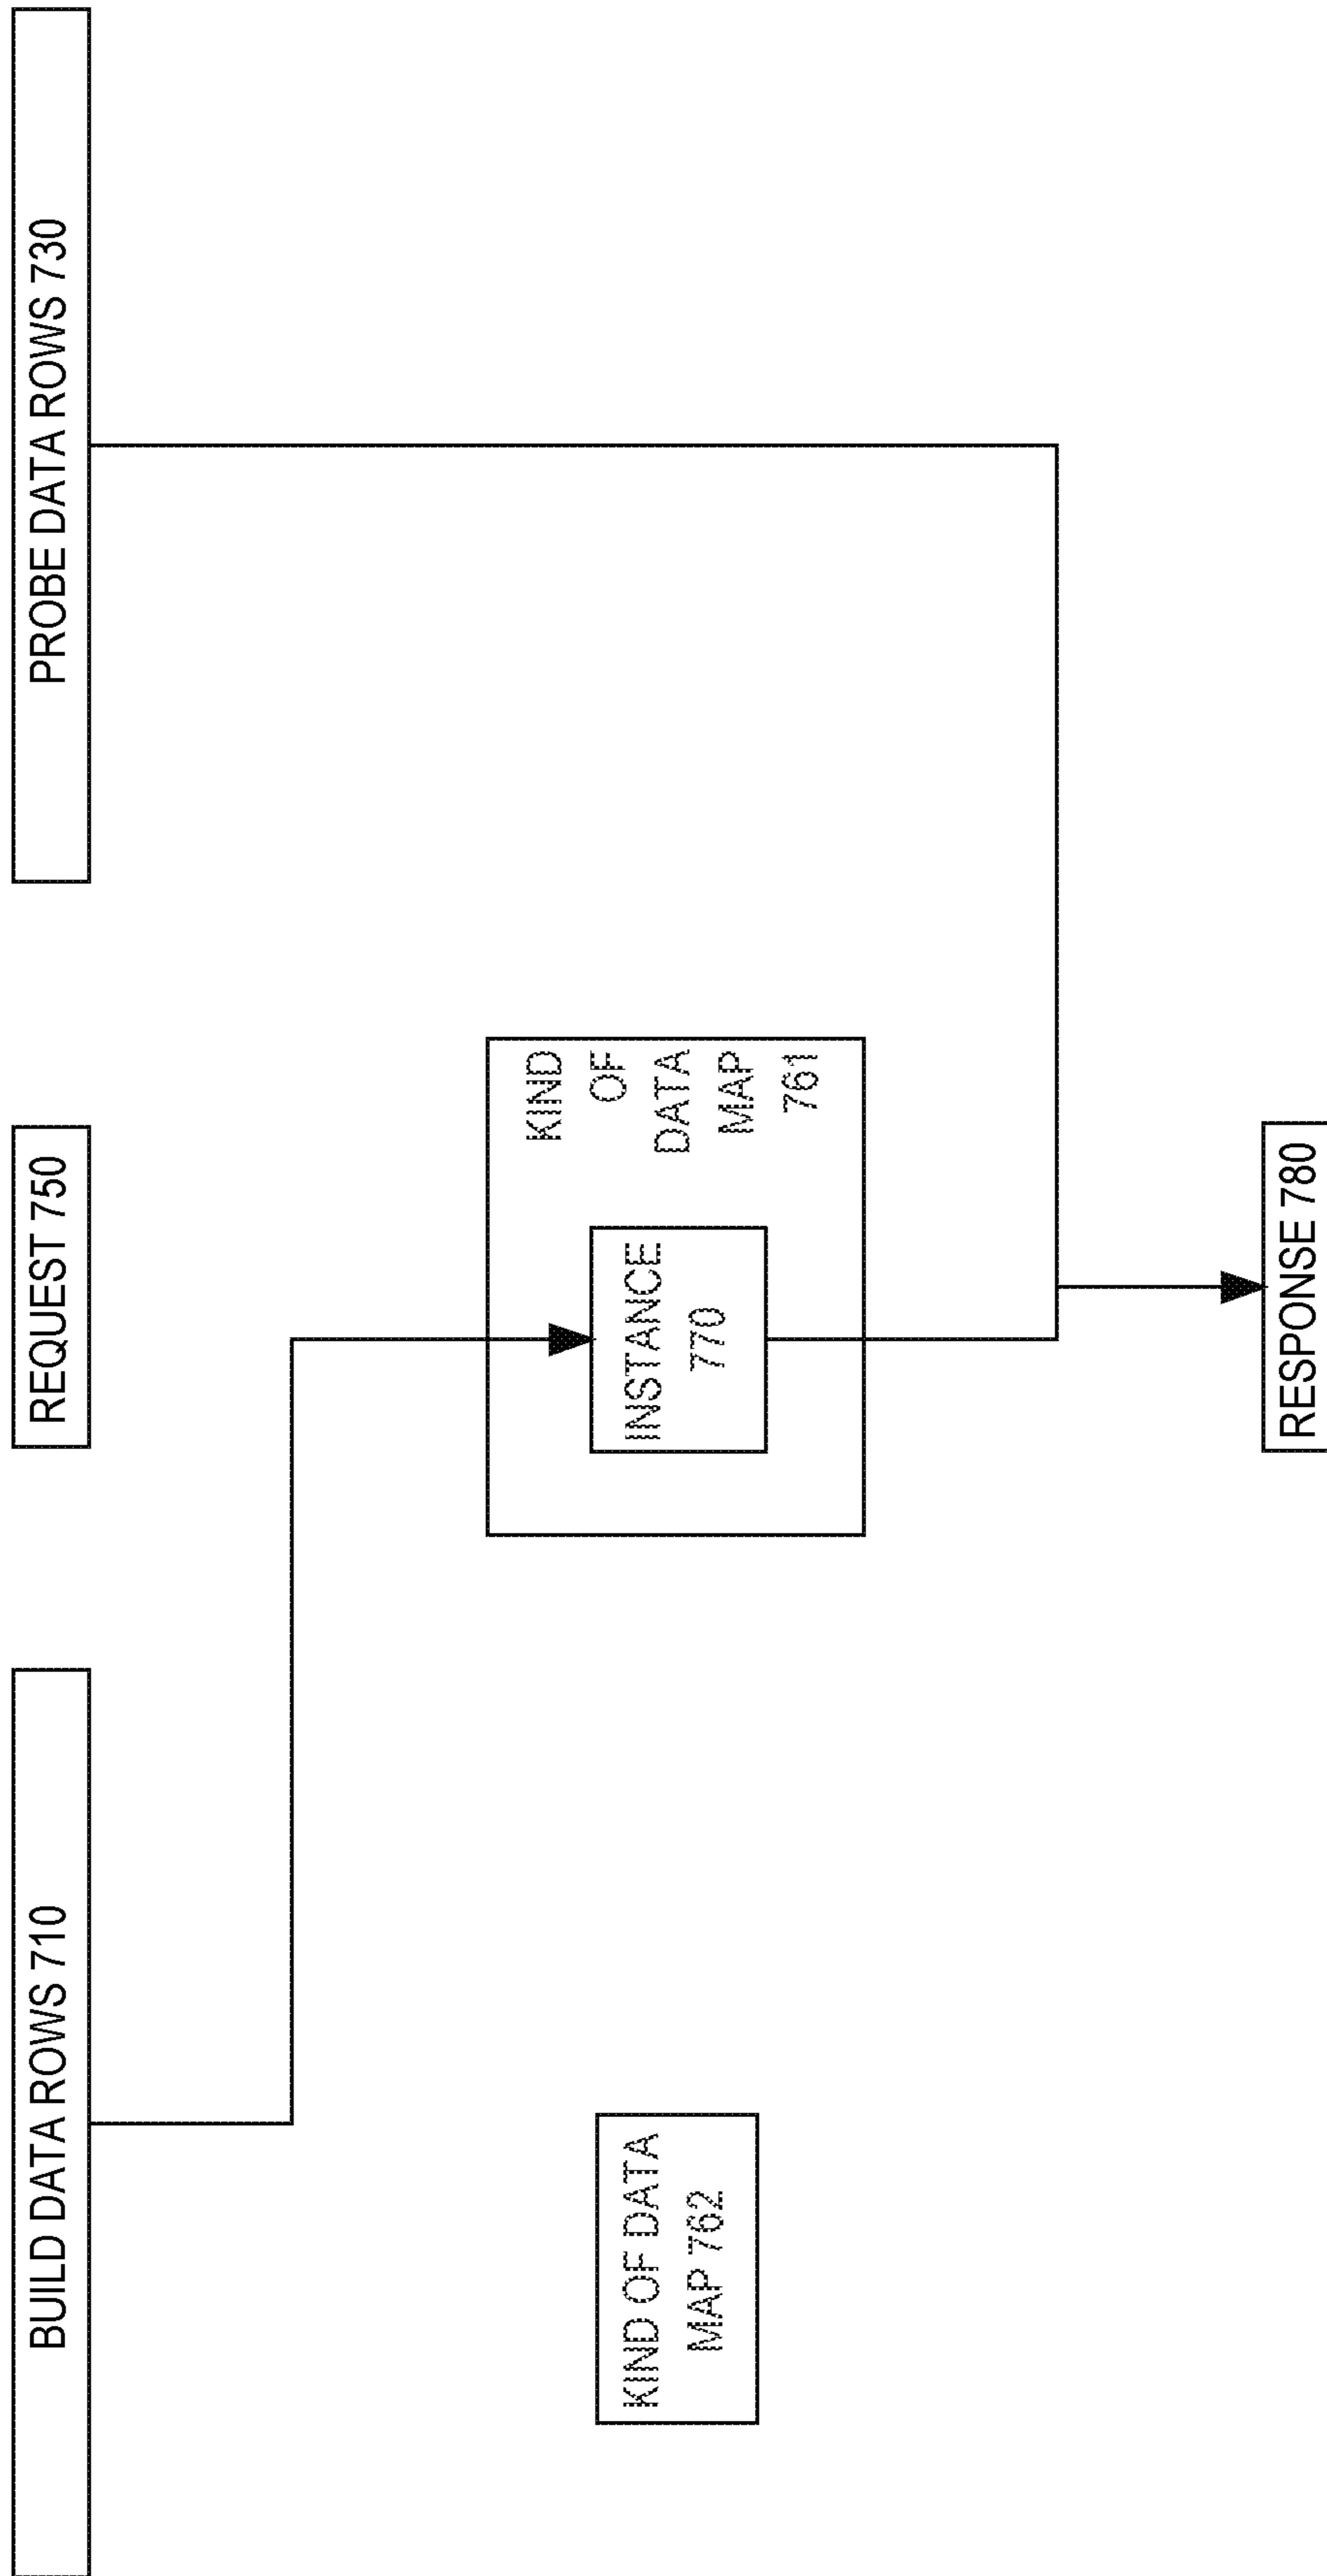 BUILD DATA ROWS 710
REQUEST 750
PROBE DATA ROWS 730
KIND OF DATA
MAP 762
INSTANCE
770
KIND
OF
DATA
MAP
761
RESPONSE 780